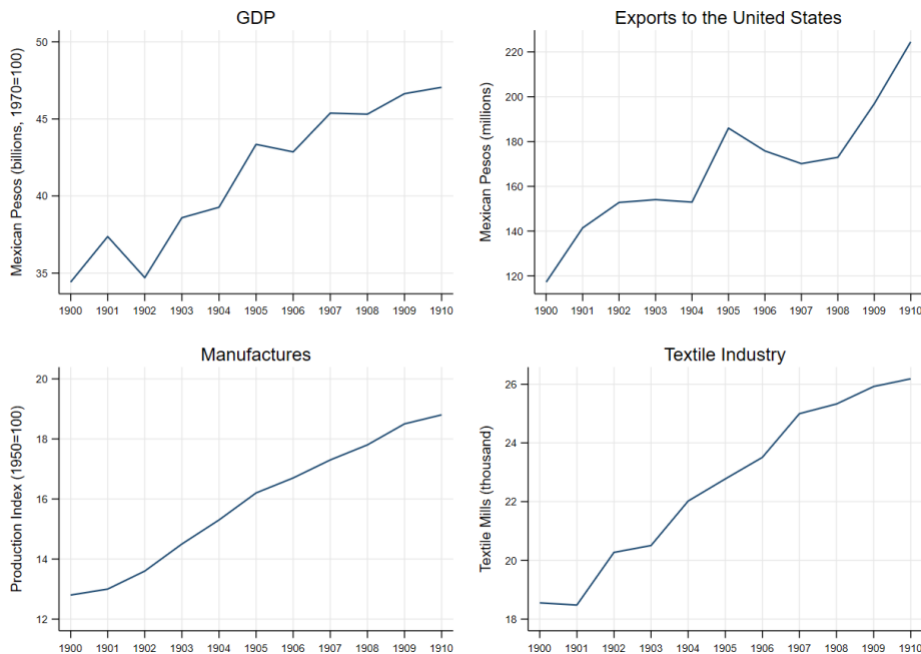 GDP
Mexican Pesos (billions, 1970=100)
50
45
40
35
1900 1901 1902 1903 1904 1905 1906 1907 1908 1909 1910
Exports to the United States
Mexican Pesos (millions)
220
200
180
160
140
120
1900 1901 1902 1903 1904 1905 1906 1907 1908 1909 1910
Manufactures
Production Index (1950=100)
20
18
16
14
12
1900 1901 1902 1903 1904 1905 1906 1907 1908 1909 1910
Textile Industry
Textile Mills (thousand)
26
24
22
20
18
1900 1901 1902 1903 1904 1905 1906 1907 1908 1909 1910